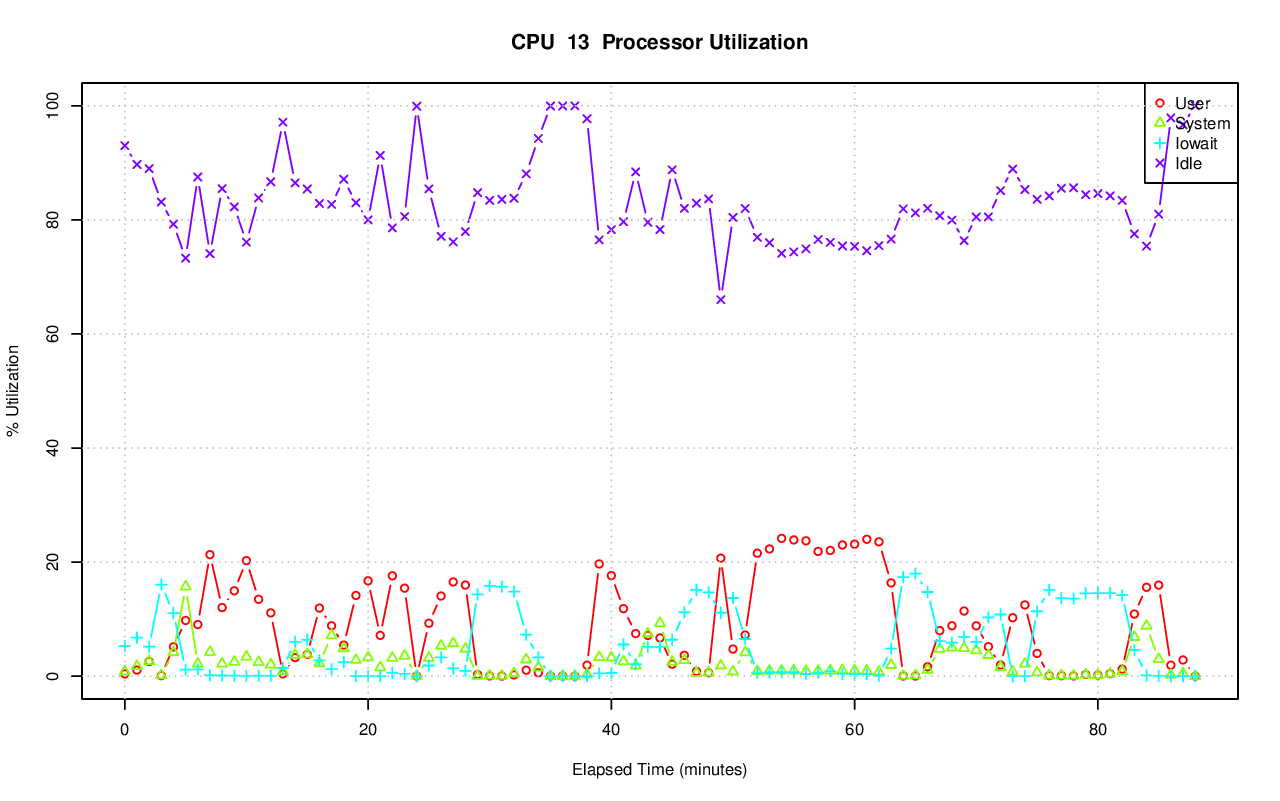 CPU  13  Processor Utilization
% Utilization
100
80
60
40
20
0
User
System
Iowait
Idle
0 20 40 60 80
Elapsed Time (minutes)